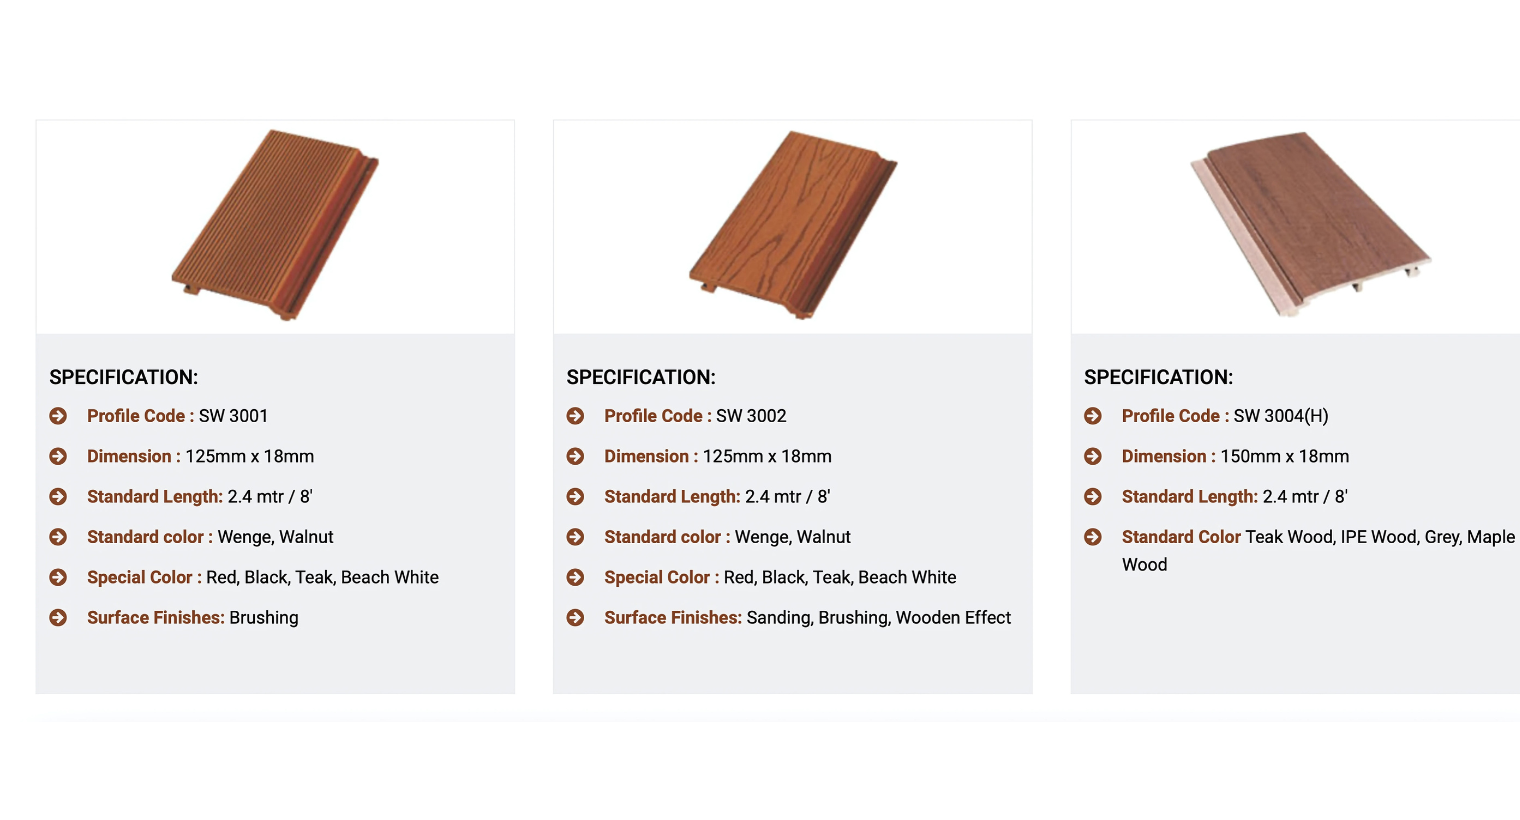 SPECIFICATION:
Profile Code : SW 3001
Dimension : 125mm x 18mm
Standard Length: 2.4 mtr / 8'
Standard color : Wenge, Walnut
Special Color : Red, Black, Teak, Beach White
Surface Finishes: Brushing
SPECIFICATION:
Profile Code : SW 3002
Dimension : 125mm x 18mm
Standard Length: 2.4 mtr / 8'
Standard color : Wenge, Walnut
Special Color : Red, Black, Teak, Beach White
Surface Finishes: Sanding, Brushing, Wooden Effect
SPECIFICATION:
Profile Code : SW 3004(H)
Dimension : 150mm x 18mm
Standard Length: 2.4 mtr / 8'
Standard Color Teak Wood, IPE Wood, Grey, Maple
Wood